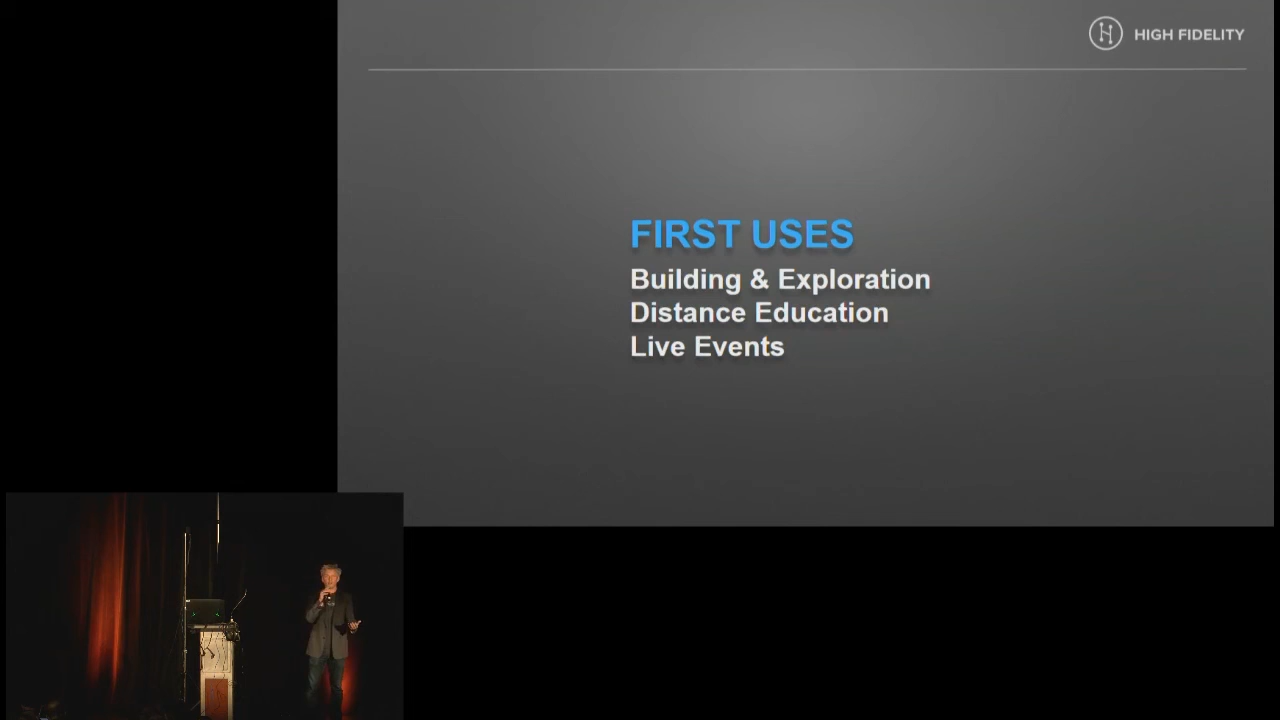 HIGH FIDELITY
FIRST USES
Building & Exploration
Distance Education
Live Events